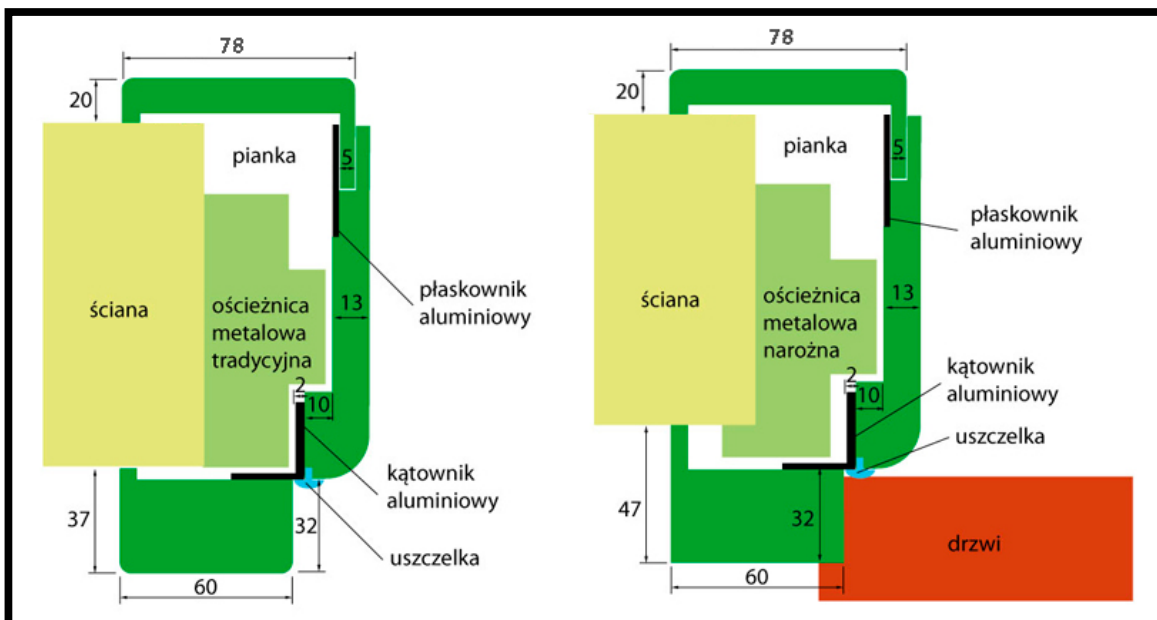 78
20
pianka
5
płaskownik
aluminiowy
ściana
ościeżnica
metalowa
tradycyjna
13
2
10
kątownik
aluminiowy
37
32
uszczelka
60
78
20
pianka
5
płaskownik
aluminiowy
ściana
ościeżnica
metalowa
narożna
13
2
10
kątownik
aluminiowy
uszczelka
47
32
drzwi
60